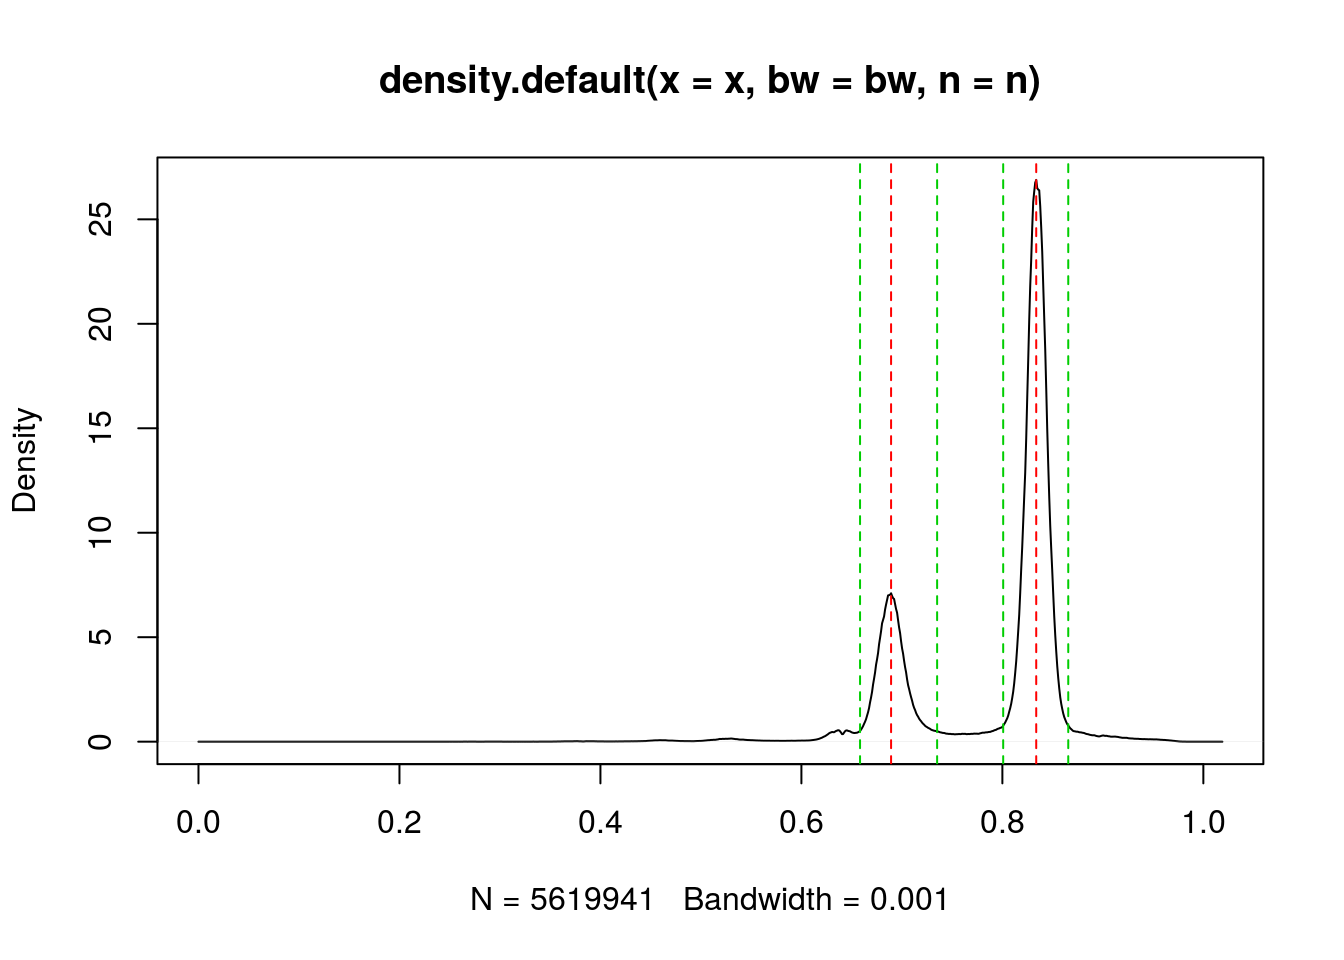 density.default(x = x, bw = bw, n = n)
Density
25
20
15
10
5
0
0.0 0.2 0.4 0.6 0.8 1.0
N = 5619941 Bandwidth = 0.001